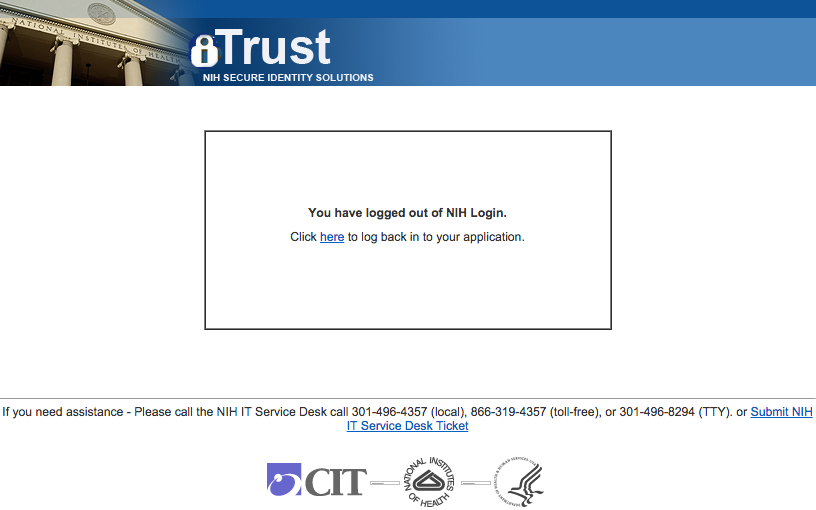 NATIONAL INSTITUTES OF HEALTH
iTrust
NIH SECURE IDENTITY SOLUTIONS
You have logged out of NIH Login.
Click here to log back in to your application.
If you need assistance - Please call the NIH IT Service Desk call 301-496-4357 (local), 866-319-4357 (toll-free), or 301-496-8294 (TTY). or Submit NIH
IT Service Desk Ticket
CIT
NATIONAL INSTITUTES
OF HEALTH